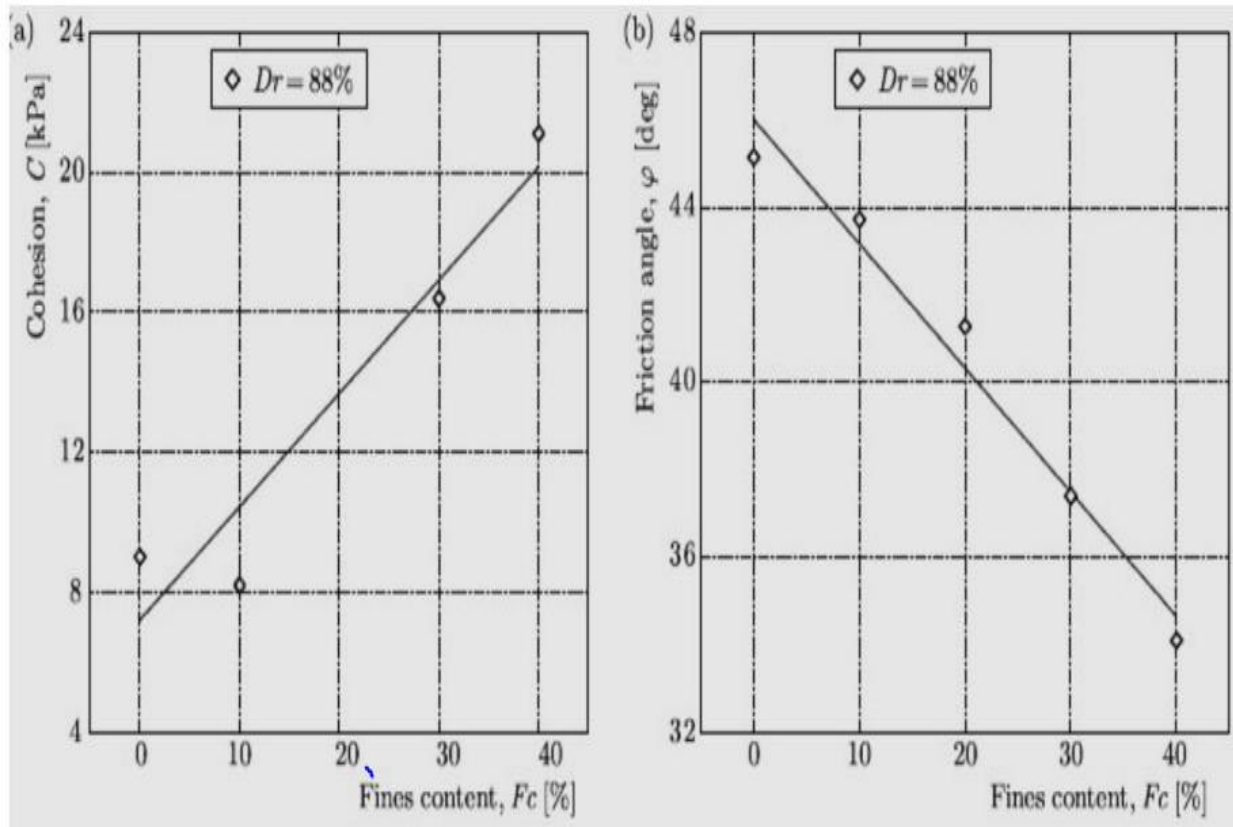 (a)
24
20
16
12
8
4
Cohesion, C [kPa]
Dr = 88%
0 10 20 30 40
Fines content, Fc [%]
(b)
48
44
40
36
32
Friction angle, φ [deg]
Dr = 88%
0 10 20 30 40
Fines content, Fc [%]